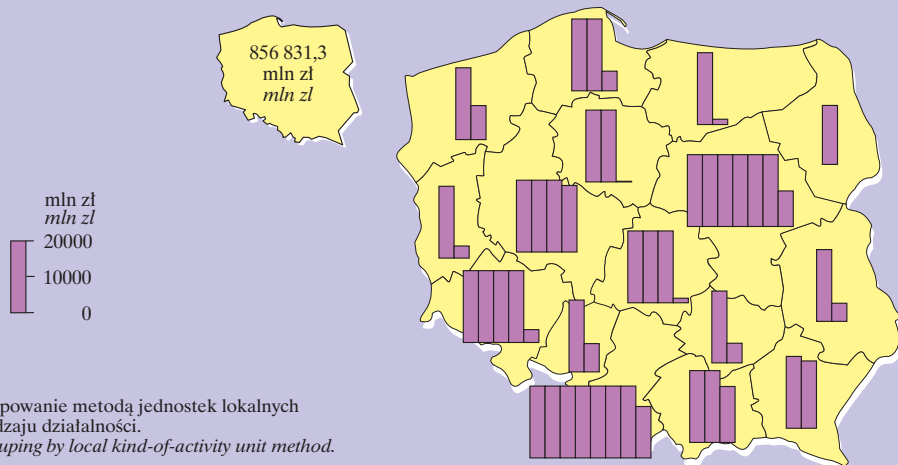 856 831,3
mln zł
mln zl
mln zł
mln zl
20000
10000
0
powanie metodą jednostek lokalnych
dzaju działalności.
uping by local kind-of-activity unit method.